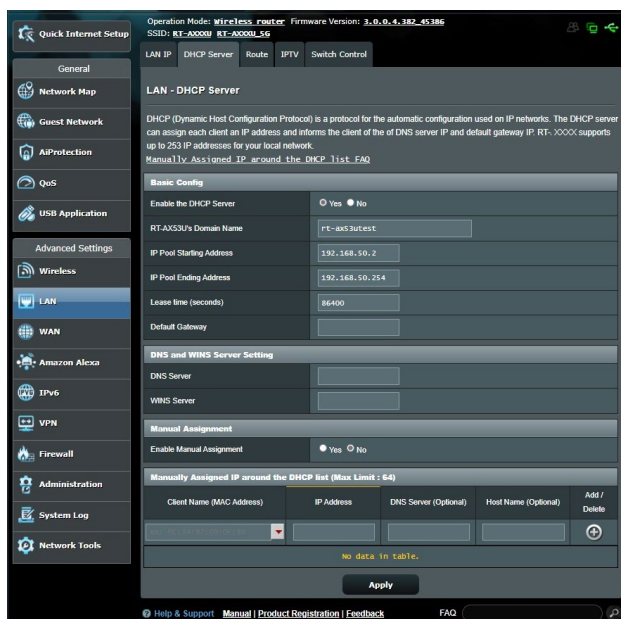 Quick Internet Setup
General
Network Map
Guest Network
AiProtection
QoS
USB Application
Advanced Settings
Wireless
LAN
WAN
Amazon Alexa
IPv6
VPN
Firewall
Administration
System Log
Network Tools
Operation Mode: Wireless router Firmware Version: 3.0.0.4.382_45386
SSID: RT-AXXXU RT-AXXXU_5G
LAN IP DHCP Server Route IPTV Switch Control
LAN - DHCP Server
DHCP (Dynamic Host Configuration Protocol) is a protocol for the automatic configuration used on IP networks. The DHCP server
can assign each client an IP address and informs the client of the of DNS server IP and default gateway IP. RT-. XXXX supports
up to 253 IP addresses for your local network.
Manually Assigned IP around the DHCP list FAQ
Basic Config
Enable the DHCP Server Yes No
RT-AX53U's Domain Name rt-ax53utest
IP Pool Starting Address 192.168.50.2
IP Pool Ending Address 192.168.50.254
Lease time (seconds) 86400
Default Gateway
DNS and WINS Server Setting
DNS Server
WINS Server
Manual Assignment
Enable Manual Assignment Yes No
Manually Assigned IP around the DHCP list (Max Limit : 64)
Client Name (MAC Address) IP Address DNS Server (Optional) Host Name (Optional) Add / Delete
No data in table.
Apply
Help & Support Manual | Product Registration | Feedback FAQ